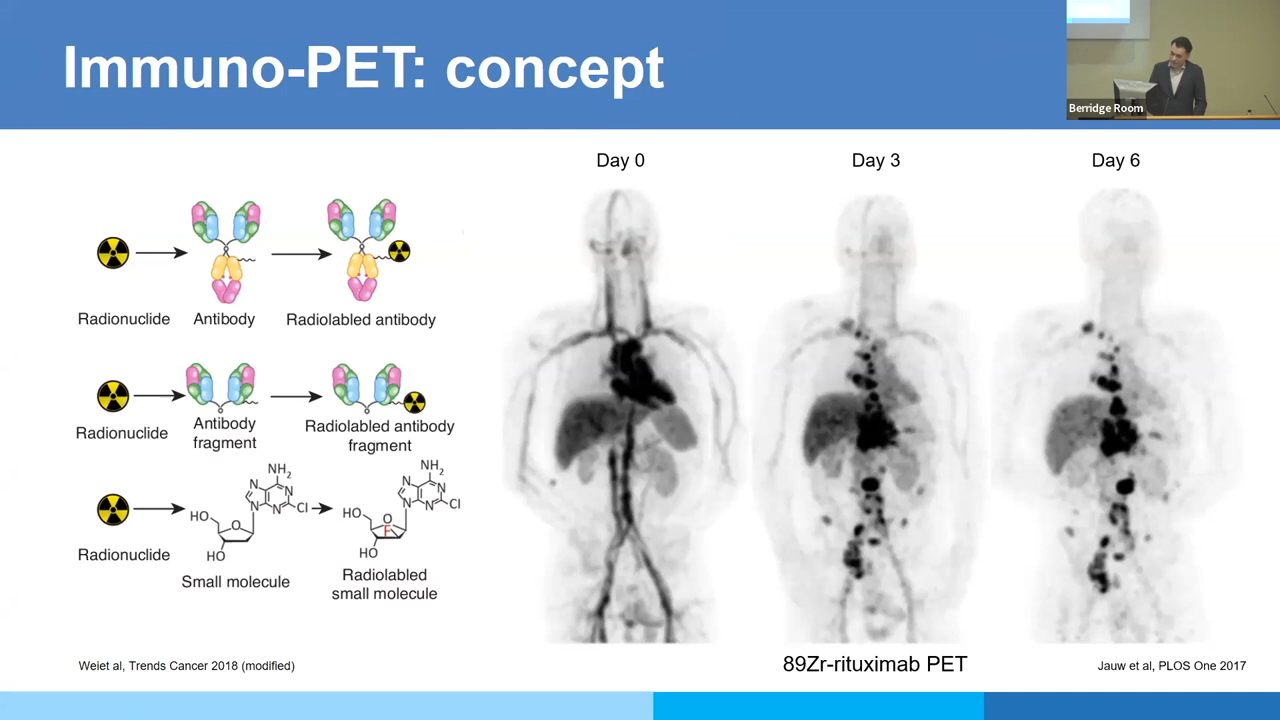 Immuno-PET: concept
Berridge Room
Day 0
Day 3
Day 6
Radionuclide
Antibody
Radiolabled antibody
Radionuclide
Antibody
fragment
Radiolabled antibody
fragment
NH2
N
N
N
N
Cl
HO
O
HO
NH2
N
N
N
N
Cl
HO
O
F
HO
Radionuclide
Small molecule
Radiolabled
small molecule
Weiet al, Trends Cancer 2018 (modified)
89Zr-rituximab PET
Jauw et al, PLOS One 2017